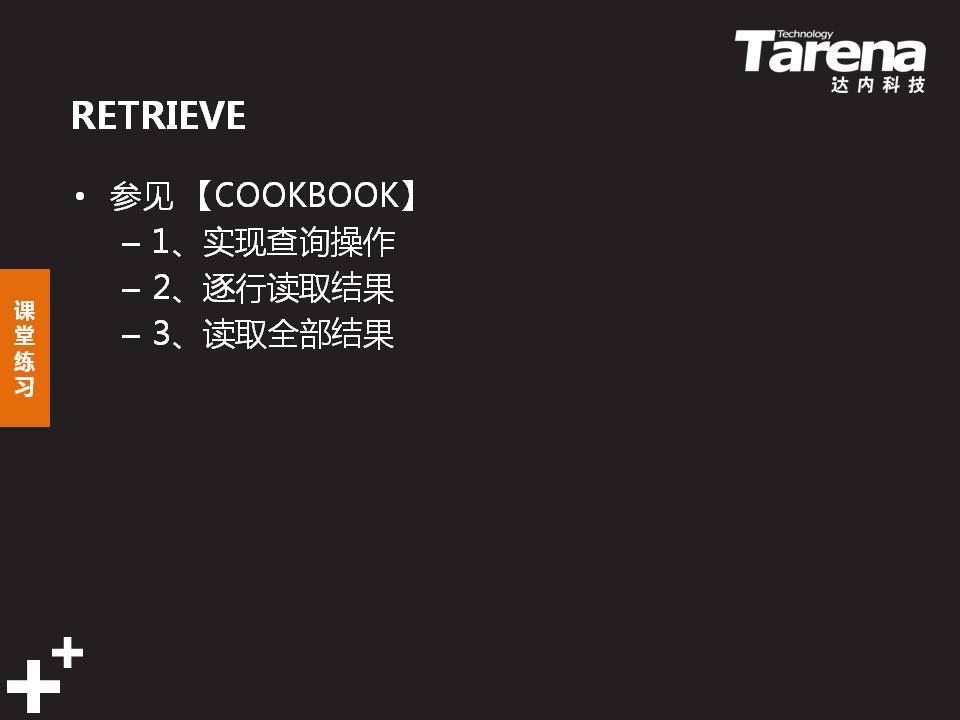 Technology
Tarena
达内科技
RETRIEVE
• 参见【COOKBOOK】
– 1、实现查询操作
– 2、逐行读取结果
– 3、读取全部结果
课
堂
练
习